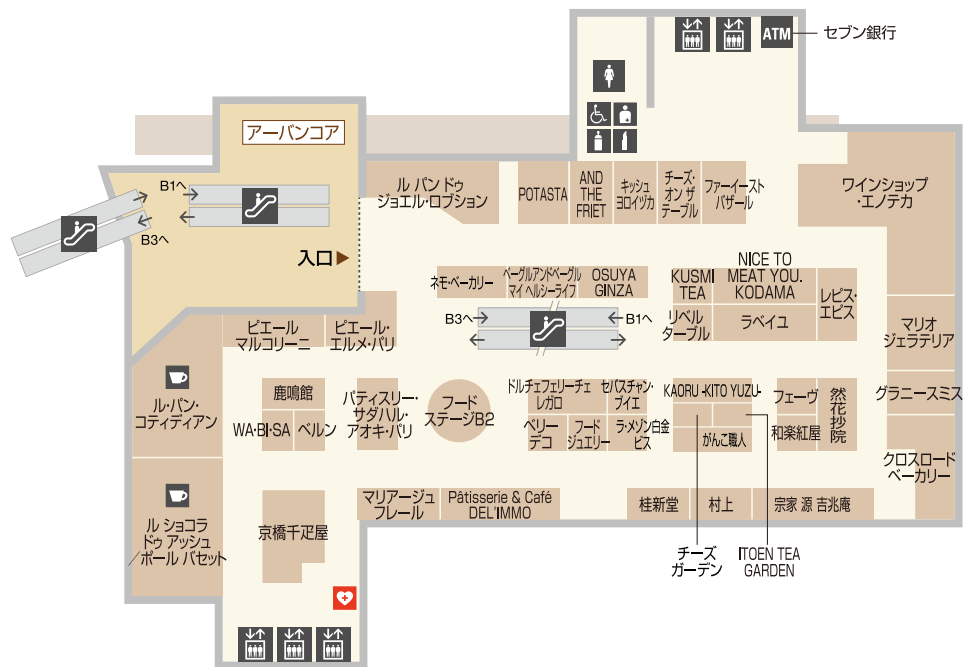 ATM
セブン銀行
アーバンコア
B1へ
B3へ
入口
ル パン ドゥ
ジョエル・ロブション
POTASTA
AND
THE
FRIET
キッシュ
ヨロイヅカ
チーズ・
オン ザ
テーブル
ファーイースト
バザール
ワインショップ
・エノテカ
ネモ・ベーカリー
ベーグルアンドベーグル
マイ ヘルシーライフ
OSUYA
GINZA
KUSMI
TEA
NICE TO
MEAT YOU.
KODAMA
レピス・
エピス
リベル
ターブル
ラベイユ
B3へ
B1へ
マリオ
ジェラテリア
ピエール
マルコリーニ
ピエール・
エルメ・パリ
ル・パン・
コティディアン
鹿鳴館
WA・BI・SA
ベルン
パティスリー・
サダハル・
アオキ・パリ
フード
ステージB2
ドルチェフェリーチェ
レガロ
セバスチャン・
ブイエ
ベリー
デコ
フード
ジュエリー
ラ・メゾン白金
ビス
KAORU -KITO YUZU-
がんこ職人
フェーヴ
和楽紅屋
然花抄院
グラニースミス
クロスロード
ベーカリー
マリアージュ
フレール
Pâtisserie & Café
DEL'IMMO
桂新堂
村上
宗家 源 吉兆庵
チーズ
ガーデン
ITOEN TEA
GARDEN
ル ショコラ
ドゥ アッシュ
／ポール バセット
京橋千疋屋